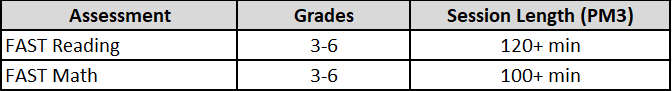 Assessment Grades Session Length (PM3)
FAST Reading 3-6 120+ min
FAST Math 3-6 100+ min